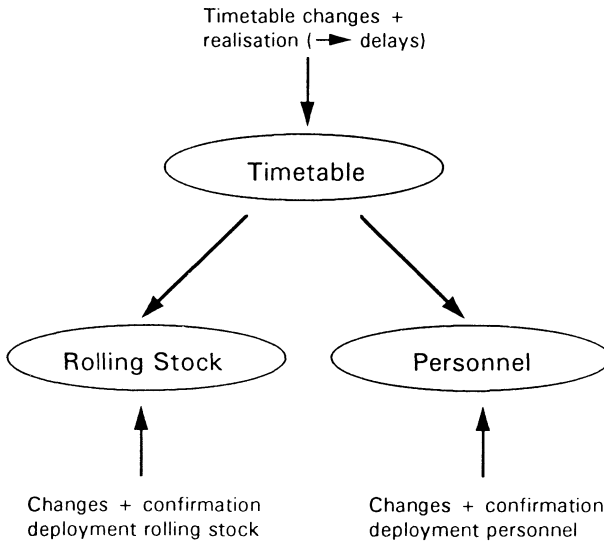 Timetable changes +
realisation (→ delays)
Timetable
Rolling Stock
Personnel
Changes + confirmation
deployment rolling stock
Changes + confirmation
deployment personnel